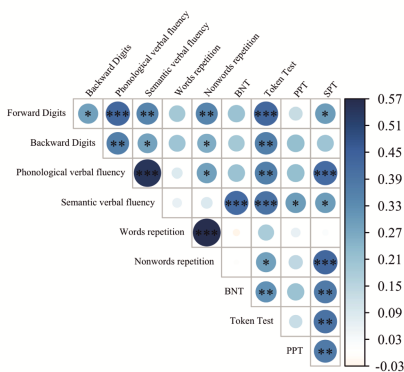 Backward Digits
Phonological verbal fluency
Semantic verbal fluency
Words repetition
Nonwords repetition
BNT
Token Test
PPT
SPT
Forward Digits * *** ** ** *** *
Backward Digits ** * * **
Phonological verbal fluency *** * ** ***
Semantic verbal fluency *** *** * *
Words repetition ***
Nonwords repetition * ***
BNT ** **
Token Test **
PPT **
0.57
0.51
0.45
0.39
0.33
0.27
0.21
0.15
0.09
0.03
-0.03